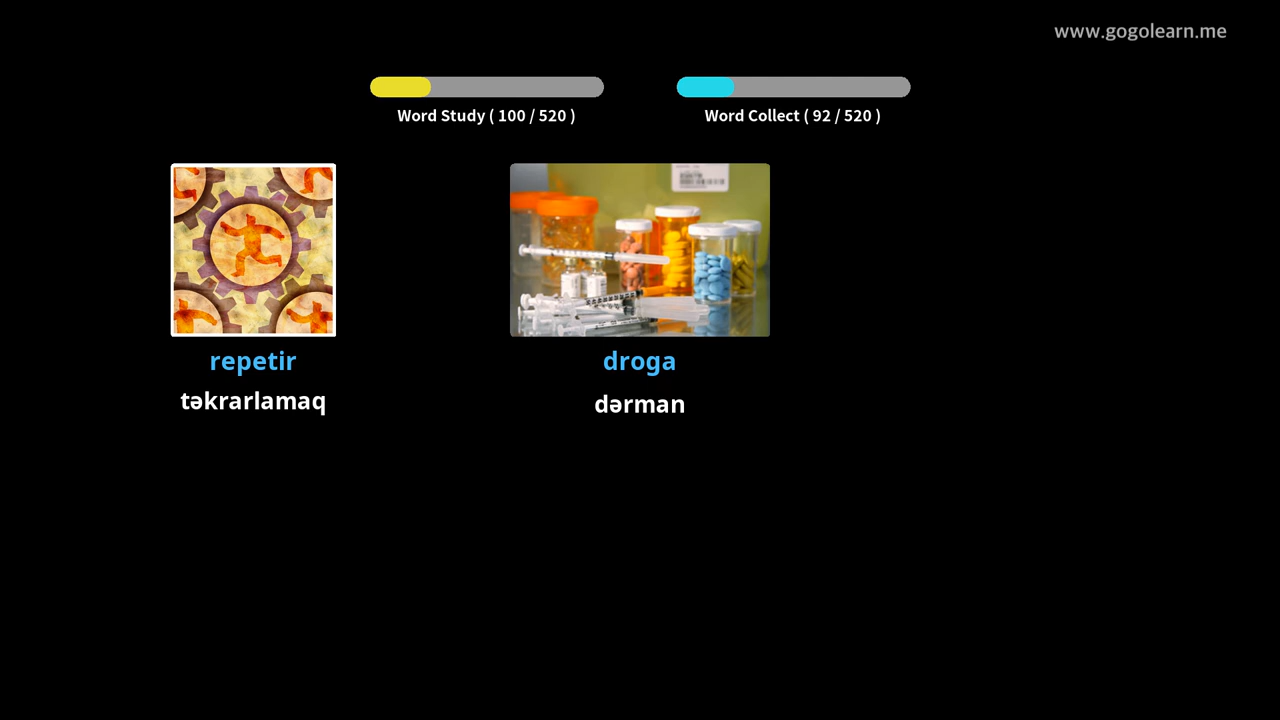 www.gogolearn.me
Word Study ( 100 / 520 )
Word Collect ( 92 / 520 )
repetir
təkrarlamaq
droga
dərman